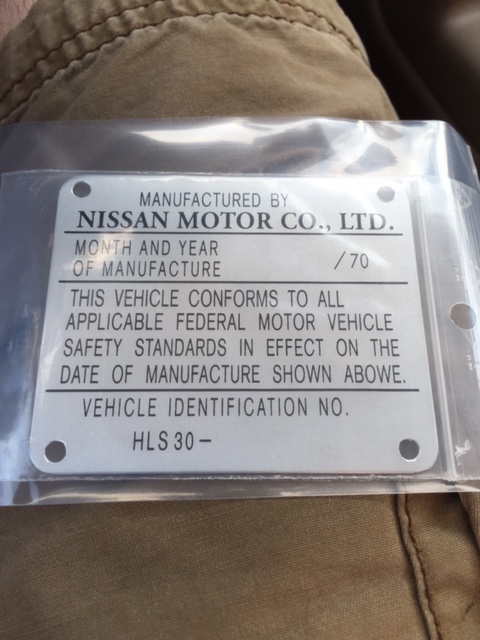 MANUFACTURED BY
NISSAN MOTOR CO., LTD.
MONTH AND YEAR
OF MANUFACTURE /70
THIS VEHICLE CONFORMS TO ALL
APPLICABLE FEDERAL MOTOR VEHICLE
SAFETY STANDARDS IN EFFECT ON THE
DATE OF MANUFACTURE SHOWN ABOWE.
VEHICLE IDENTIFICATION NO.
HLS30-